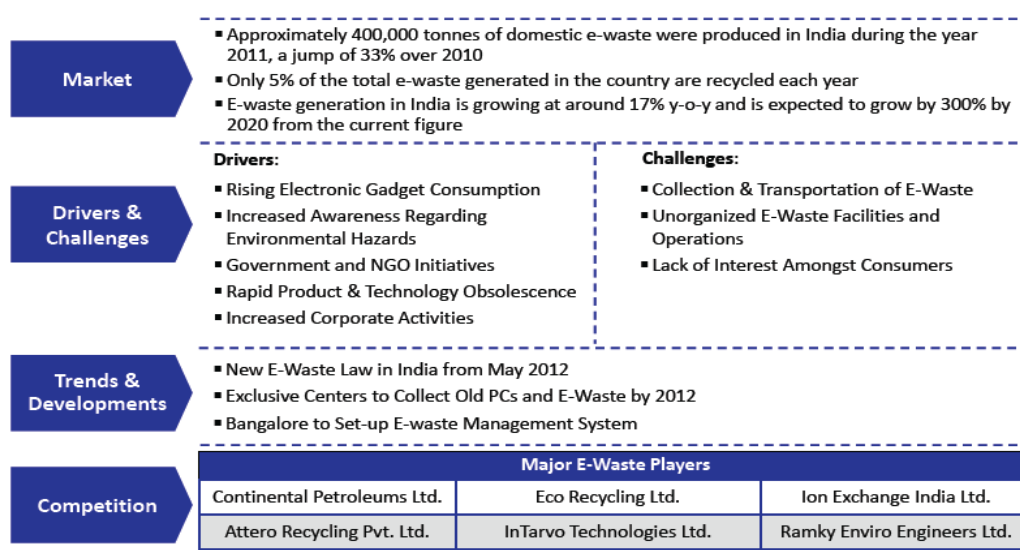 Market
▪ Approximately 400,000 tonnes of domestic e-waste were produced in India during the year
2011, a jump of 33% over 2010
▪ Only 5% of the total e-waste generated in the country are recycled each year
▪ E-waste generation in India is growing at around 17% y-o-y and is expected to grow by 300% by
2020 from the current figure
Drivers &
Challenges
Drivers:
▪ Rising Electronic Gadget Consumption
▪ Increased Awareness Regarding
Environmental Hazards
▪ Government and NGO Initiatives
▪ Rapid Product & Technology Obsolescence
▪ Increased Corporate Activities
Challenges:
▪ Collection & Transportation of E-Waste
▪ Unorganized E-Waste Facilities and
Operations
▪ Lack of Interest Amongst Consumers
Trends &
Developments
▪ New E-Waste Law in India from May 2012
▪ Exclusive Centers to Collect Old PCs and E-Waste by 2012
▪ Bangalore to Set-up E-waste Management System
Competition
Major E-Waste Players
Continental Petroleums Ltd. Eco Recycling Ltd. Ion Exchange India Ltd.
Attero Recycling Pvt. Ltd. InTarvo Technologies Ltd. Ramky Enviro Engineers Ltd.